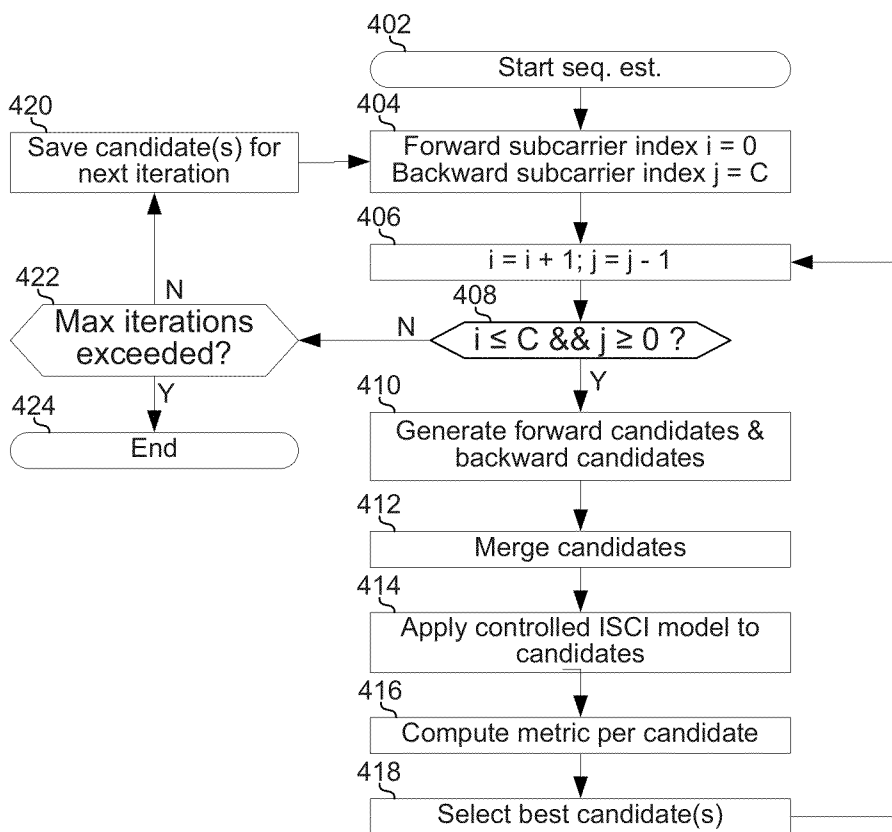 402
Start seq. est.
404
Forward subcarrier index i = 0
Backward subcarrier index j = C
406
i = i + 1; j = j - 1
408
i ≤ C && j ≥ 0 ?
N
Y
410
Generate forward candidates &
backward candidates
412
Merge candidates
414
Apply controlled ISCI model to
candidates
416
Compute metric per candidate
418
Select best candidate(s)
420
Save candidate(s) for
next iteration
422
N
Max iterations
exceeded?
Y
424
End